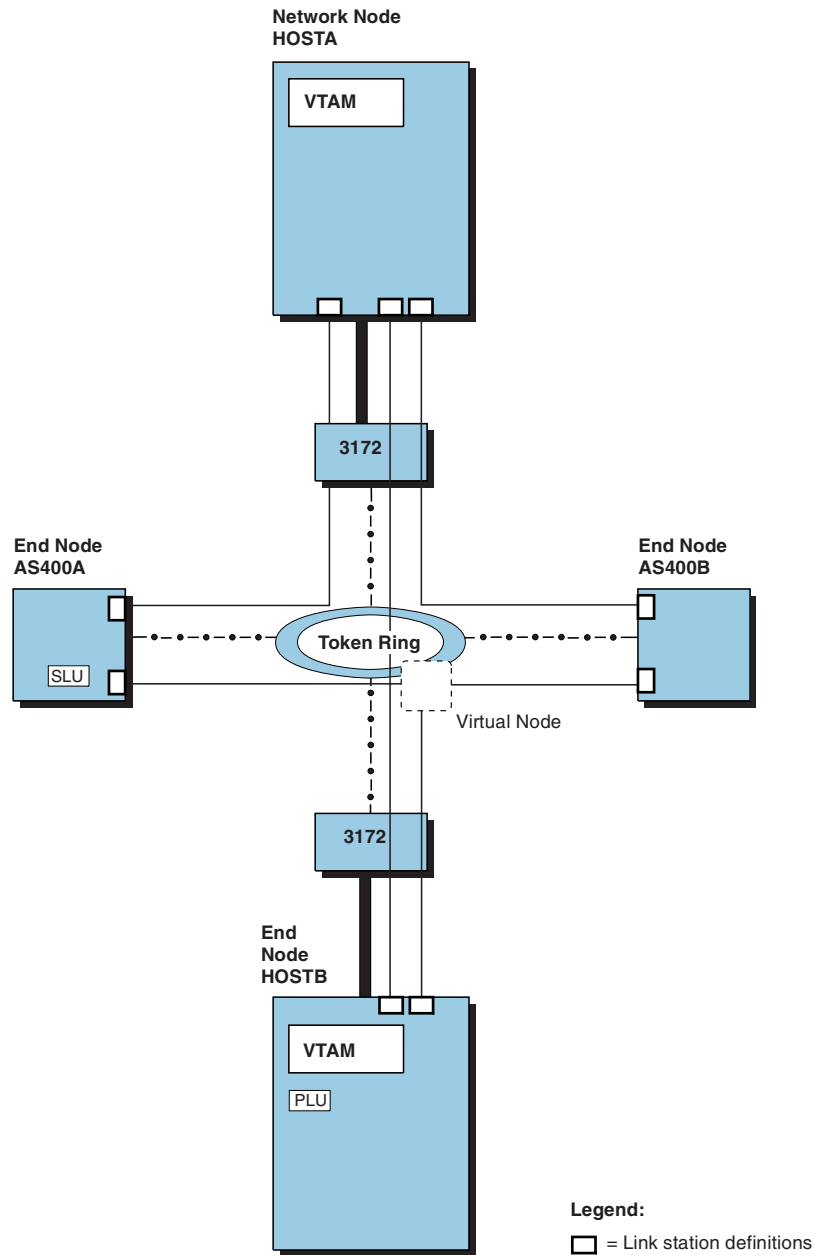 Network Node
HOSTA
VTAM
3172
End Node
AS400A
End Node
AS400B
Token Ring
SLU
Virtual Node
3172
End
Node
HOSTB
VTAM
PLU
Legend:
= Link station definitions